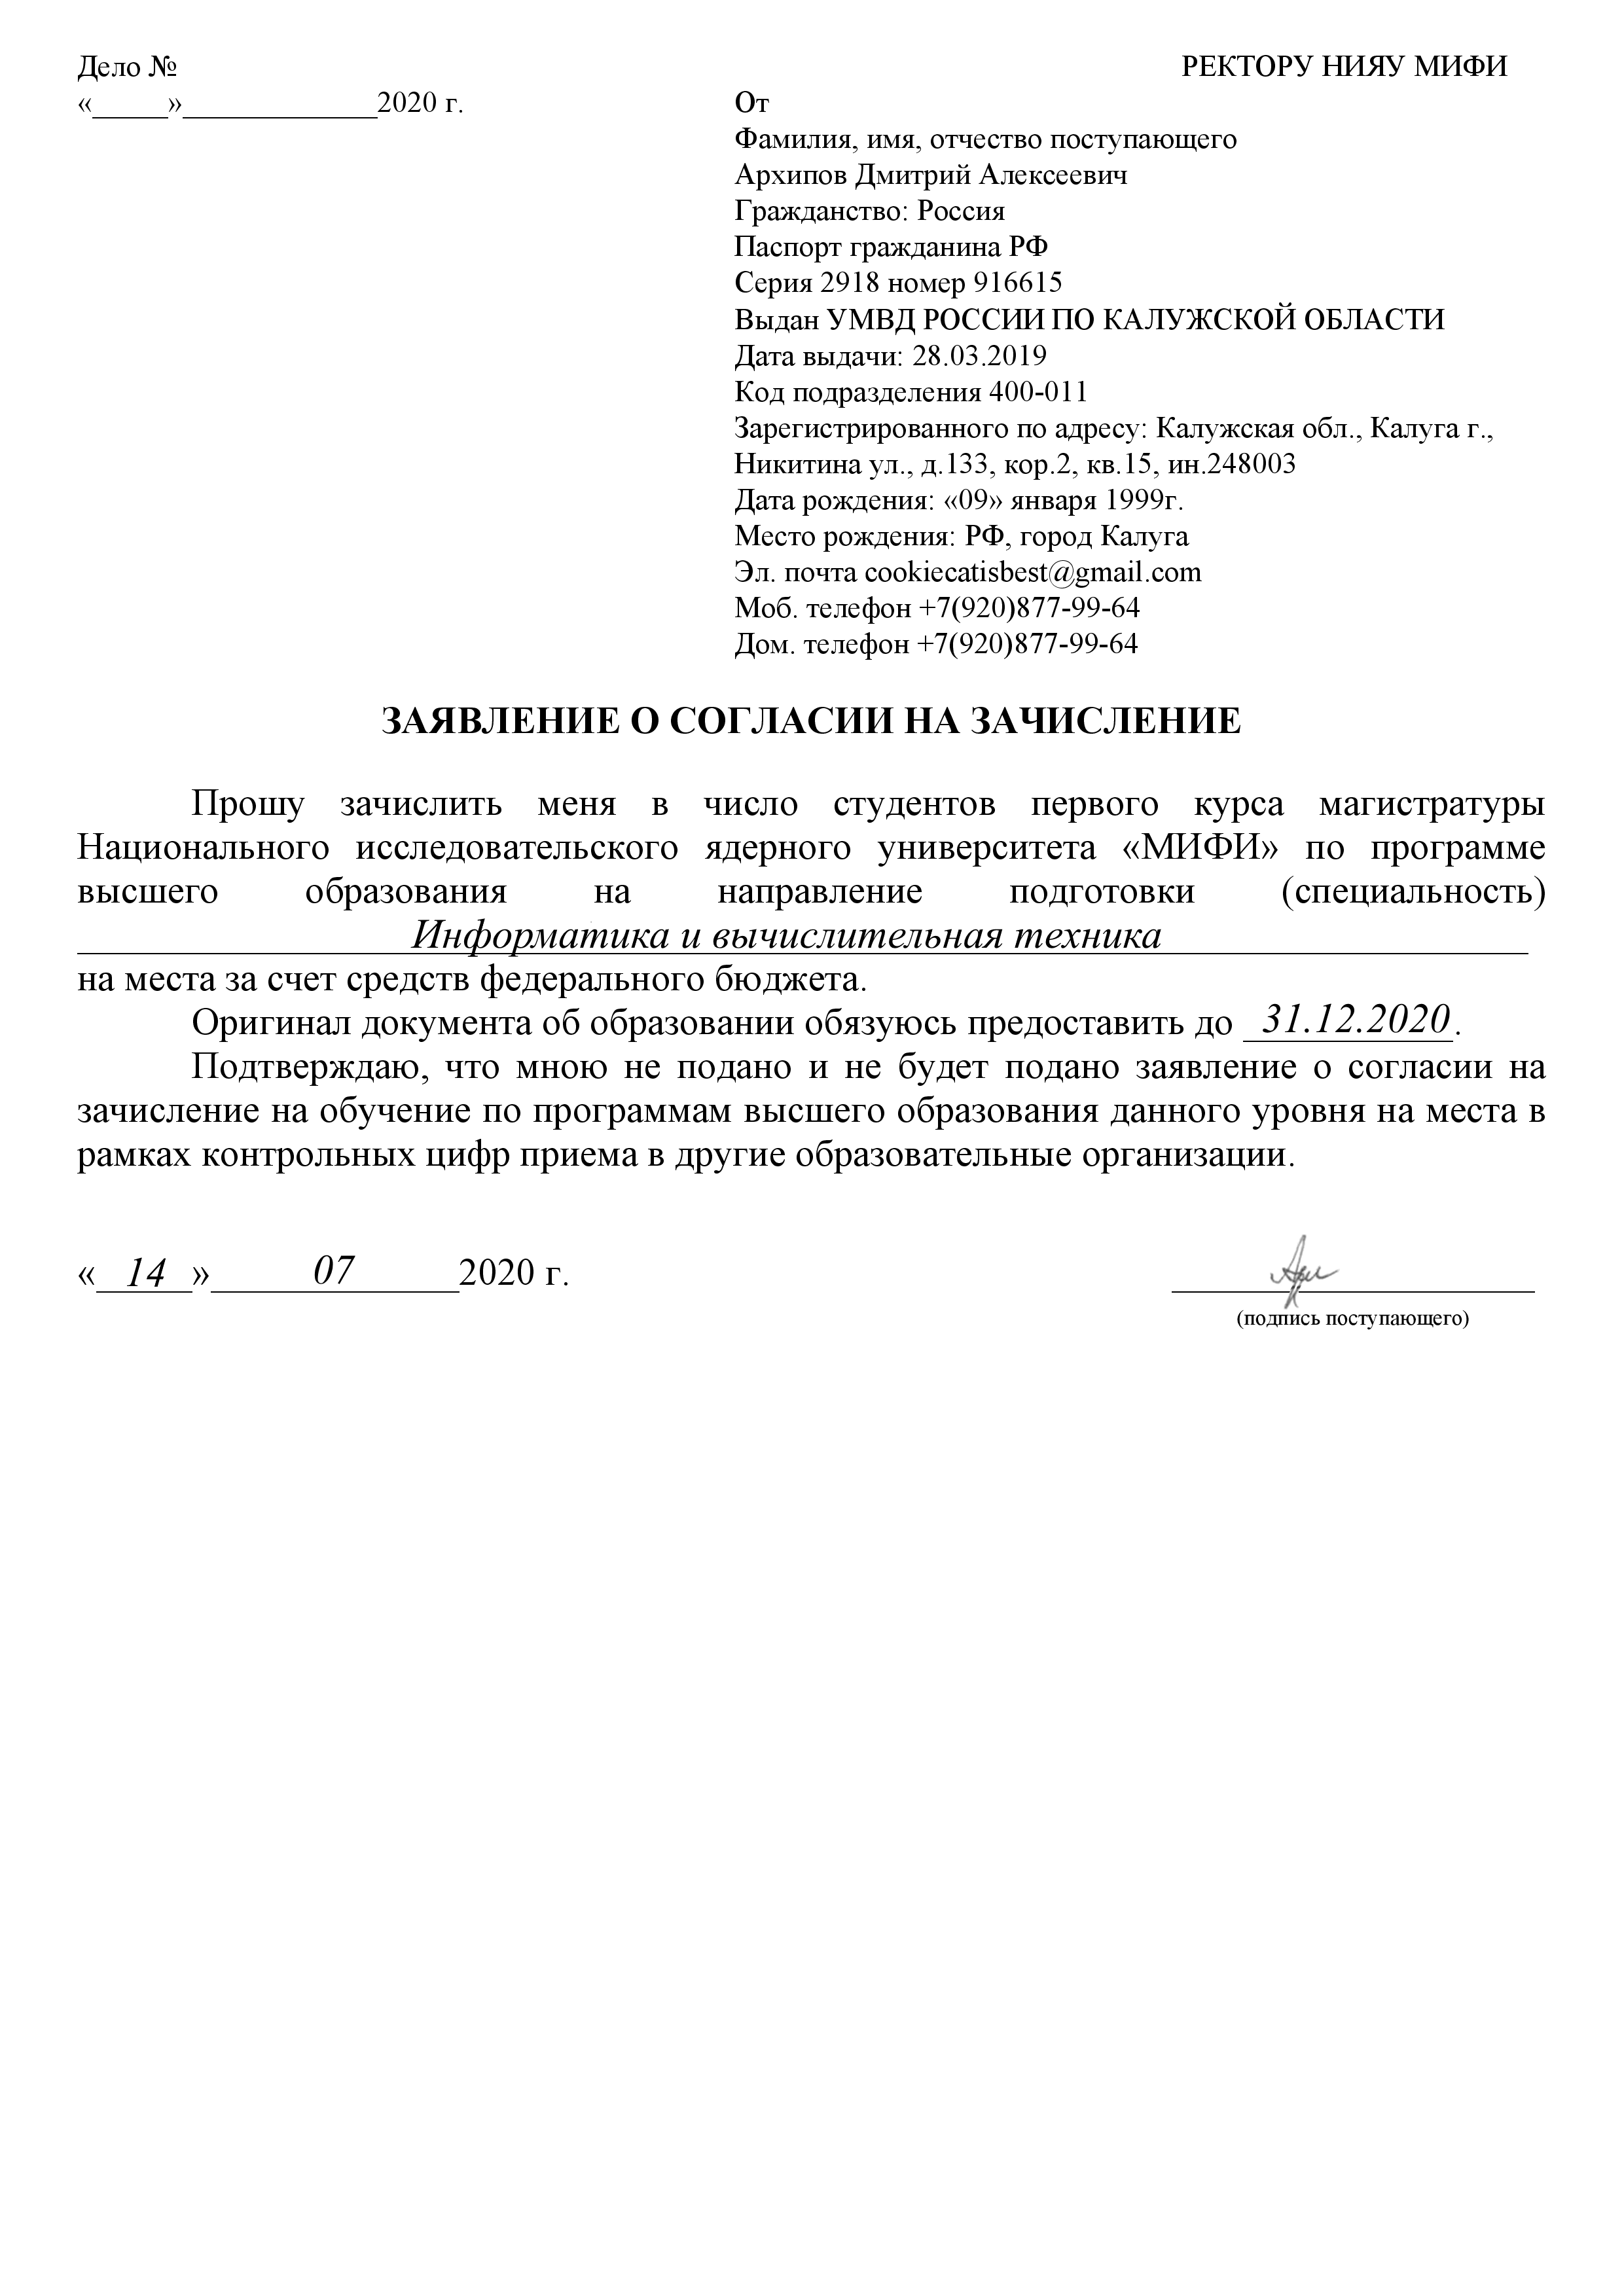 Дело №
РЕКТОРУ НИЯУ МИФИ
«_____»_____________2020 г.
От
Фамилия, имя, отчество поступающего
Архипов Дмитрий Алексеевич
Гражданство: Россия
Паспорт гражданина РФ
Серия 2918 номер 916615
Выдан УМВД РОССИИ ПО КАЛУЖСКОЙ ОБЛАСТИ
Дата выдачи: 28.03.2019
Код подразделения 400-011
Зарегистрированного по адресу: Калужская обл., Калуга г.,
Никитина ул., д.133, кор.2, кв.15, ин.248003
Дата рождения: «09» января 1999г.
Место рождения: РФ, город Калуга
Эл. почта cookiecatisbest@gmail.com
Моб. телефон +7(920)877-99-64
Дом. телефон +7(920)877-99-64
ЗАЯВЛЕНИЕ О СОГЛАСИИ НА ЗАЧИСЛЕНИЕ
Прошу зачислить меня в число студентов первого курса магистратуры
Национального исследовательского ядерного университета «МИФИ» по программе
высшего образования на направление подготовки (специальность)
Информатика и вычислительная техника
на места за счет средств федерального бюджета.
Оригинал документа об образовании обязуюсь предоставить до 31.12.2020.
Подтверждаю, что мною не подано и не будет подано заявление о согласии на
зачисление на обучение по программам высшего образования данного уровня на места в
рамках контрольных цифр приема в другие образовательные организации.
«14» 07 2020 г.
(подпись поступающего)